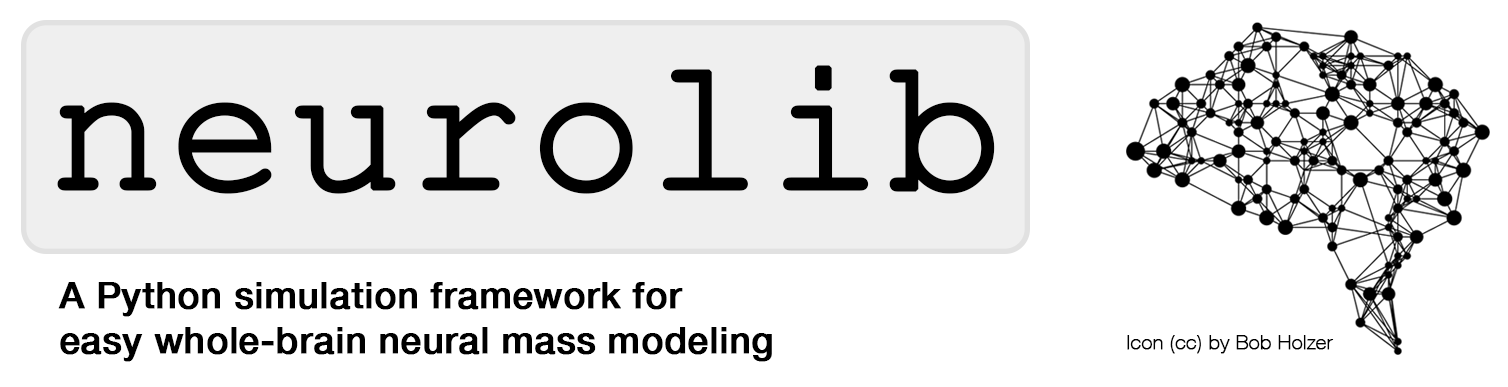 neurolib
A Python simulation framework for
easy whole-brain neural mass modeling
Icon (cc) by Bob Holzer